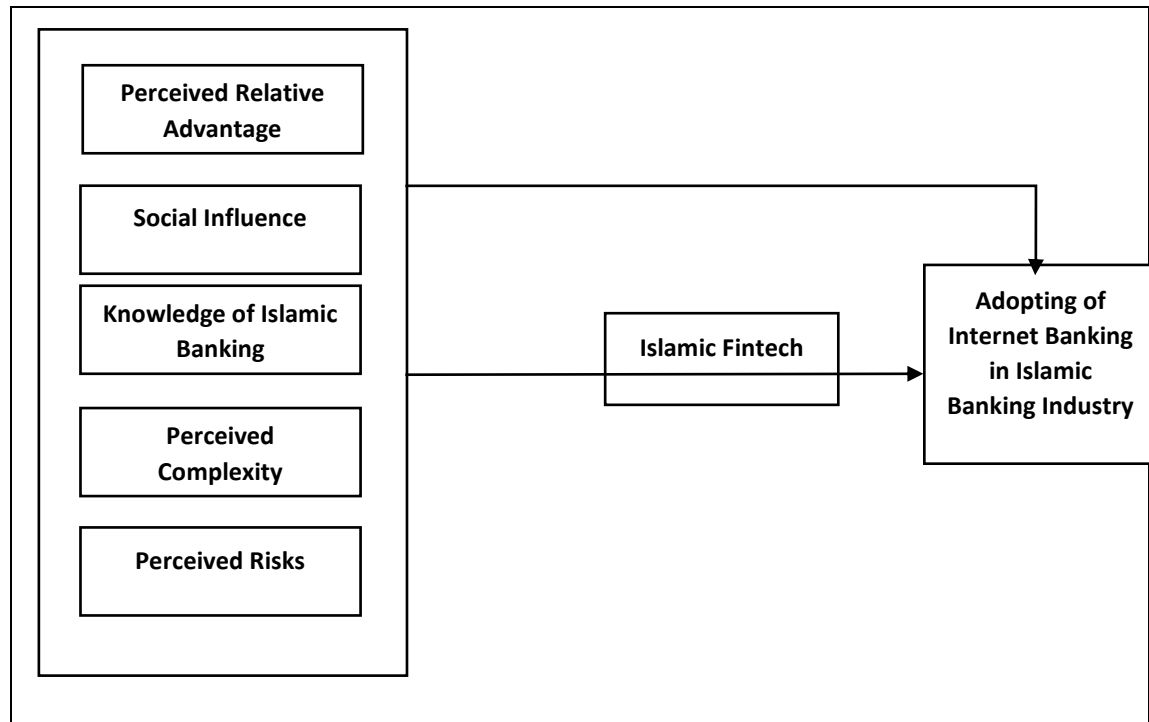 Perceived Relative
Advantage
Social Influence
Knowledge of Islamic
Banking
Perceived
Complexity
Perceived Risks
Islamic Fintech
Adopting of
Internet Banking
in Islamic
Banking Industry